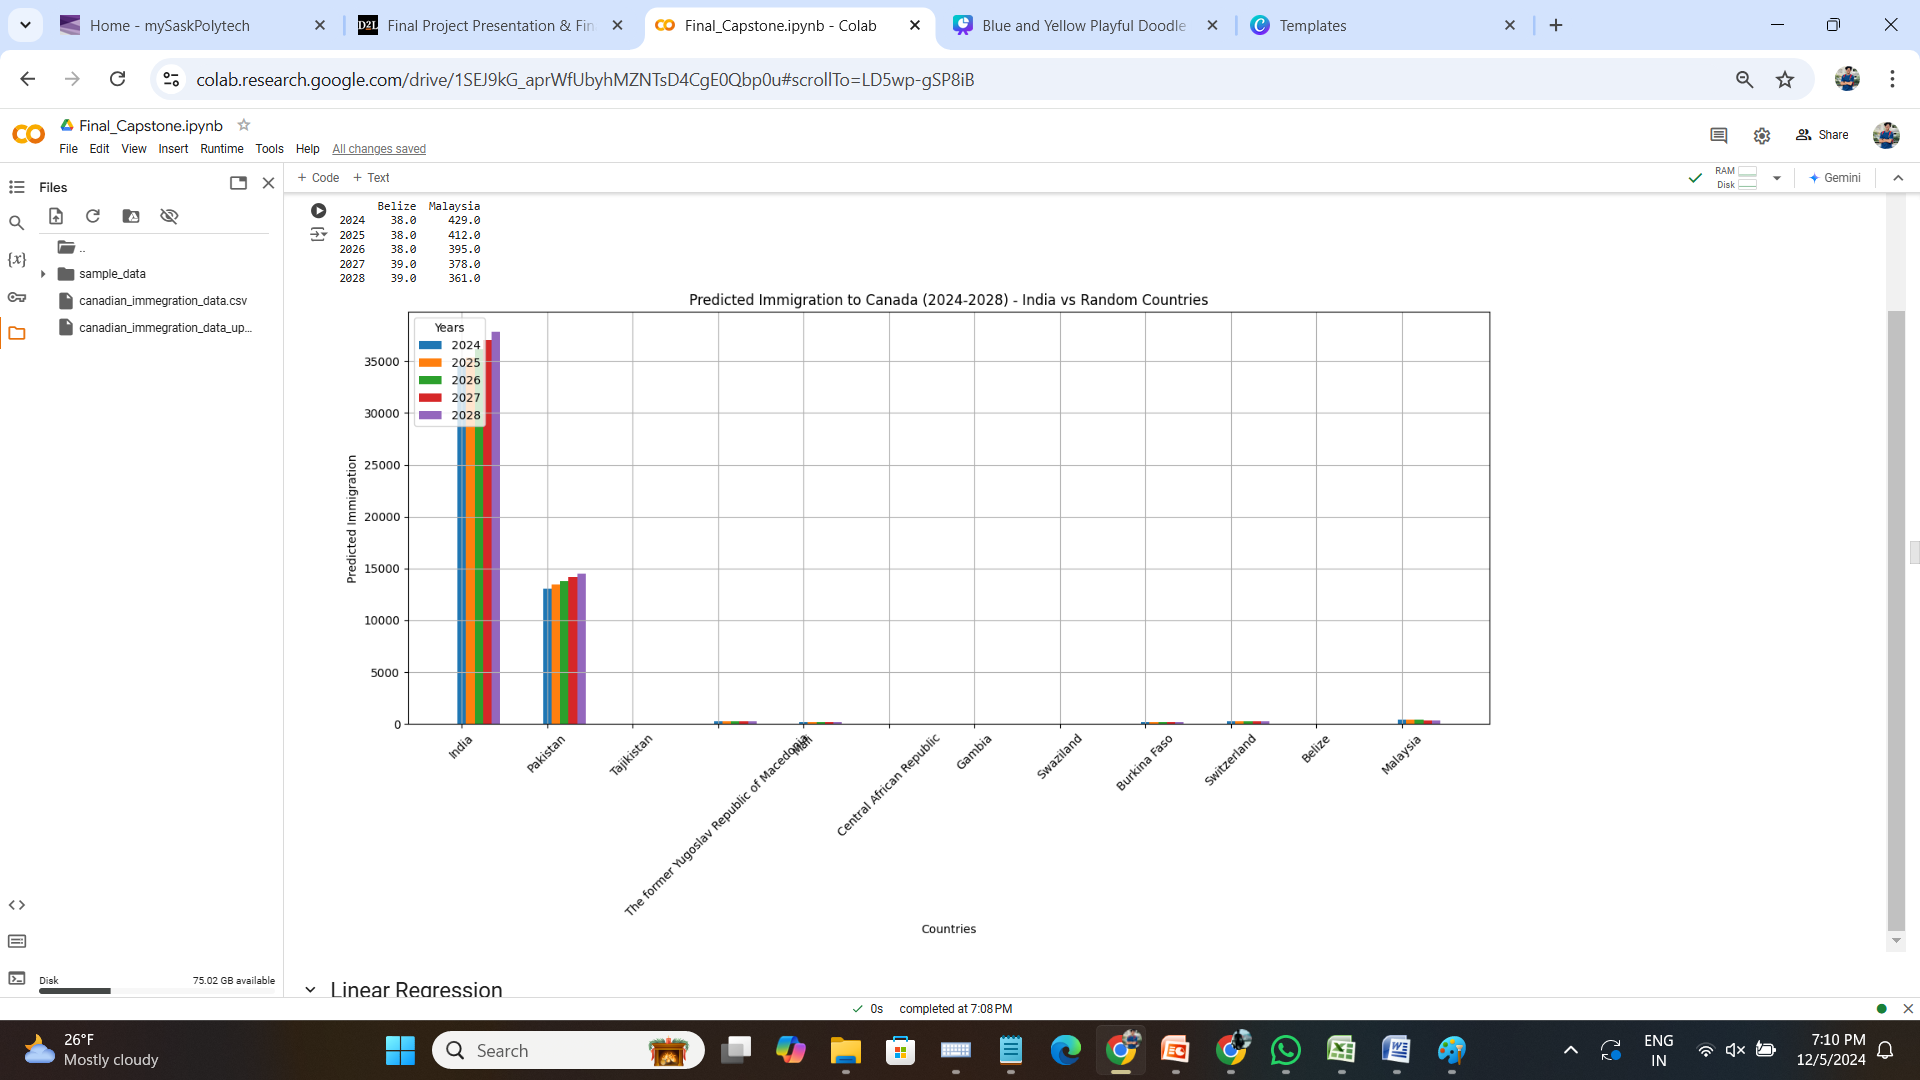 Home - mySaskPolytech
Final Project Presentation & Fin
Final_Capstone.ipynb - Colab
Blue and Yellow Playful Doodle
Templates
colab.research.google.com/drive/1SEJ9kG_aprWfUbyhMZNTsD4CgE0Qbp0u#scrollTo=LD5wp-gSP8iB
Final_Capstone.ipynb
File Edit View Insert Runtime Tools Help All changes saved
Share
Files
+ Code + Text
RAM
Disk
Gemini
..
sample_data
canadian_immegration_data.csv
canadian_immegration_data_up...
Disk 75.02 GB available
Belize Malaysia
2024 38.0 429.0
2025 38.0 412.0
2026 38.0 395.0
2027 39.0 378.0
2028 39.0 361.0
Predicted Immigration to Canada (2024-2028) - India vs Random Countries
Years
2024
2025
2026
2027
2028
35000
30000
25000
20000
15000
10000
5000
0
Predicted Immigration
India
Pakistan
Tajikistan
The former Yugoslav Republic of Macedonia
Mali
Central African Republic
Gambia
Swaziland
Burkina Faso
Switzerland
Belize
Malaysia
Countries
Linear Regression
0s completed at 7:08 PM
26°F
Mostly cloudy
Search
ENG
IN
7:10 PM
12/5/2024